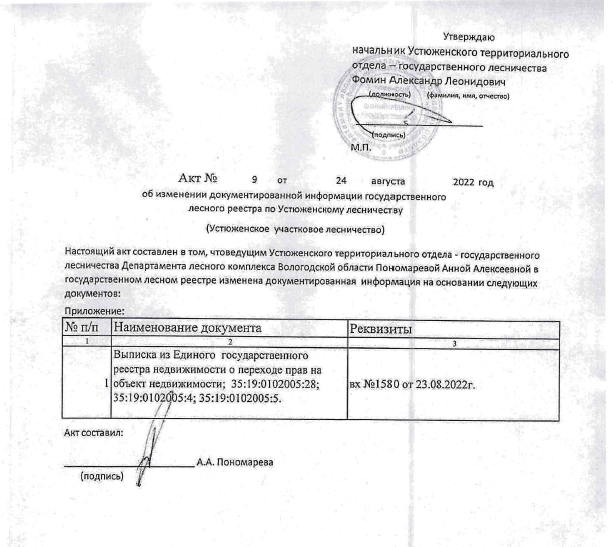 Утверждаю
начальник Устюженского территориального
отдела – государственного лесничества
Фомин Александр Леонидович
(должность) (фамилия, имя, отчество)
(подпись)
М.П.
Акт № 9 от 24 августа 2022 год
об изменении документированной информации государственного
лесного реестра по Устюженскому лесничеству
(Устюженское участковое лесничество)
Настоящий акт составлен в том, чтоведущим Устюженского территориального отдела - государственного
лесничества Департамента лесного комплекса Вологодской области Пономаревой Анной Алексеевной в
государственном лесном реестре изменена документированная информация на основании следующих
документов:
Приложение:
№ п/п Наименование документа Реквизиты
1 2 3
Выписка из Единого государственного
реестра недвижимости о переходе прав на
1 объект недвижимости; 35:19:0102005:28; вх №1580 от 23.08.2022г.
35:19:0102005:4; 35:19:0102005:5.
Акт составил:
А.А. Пономарева
(подпись)